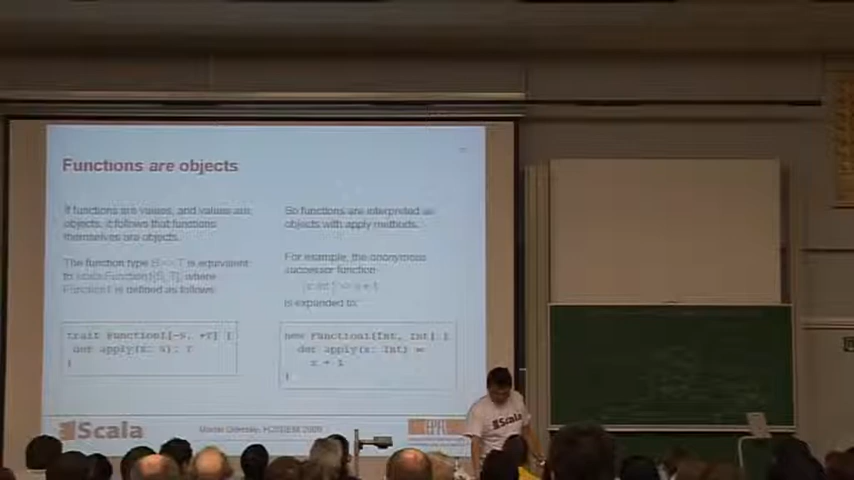 Functions are objects
If functions are values, and values are
objects, it follows that functions
themselves are objects.
The function type S => T is equivalent
to scala.Function1[S, T], where
Function1 is defined as follows:
trait Function1[-S, +T] {
def apply(x: S): T
}
So functions are interpreted as
objects with apply methods.
For example, the anonymous
successor function
(x: Int) => x + 1
is expanded to:
new Function1[Int, Int] {
def apply(x: Int) =
x + 1
}
Scala
Martin Odersky, FOSDEM 2009
EPFL
Scala